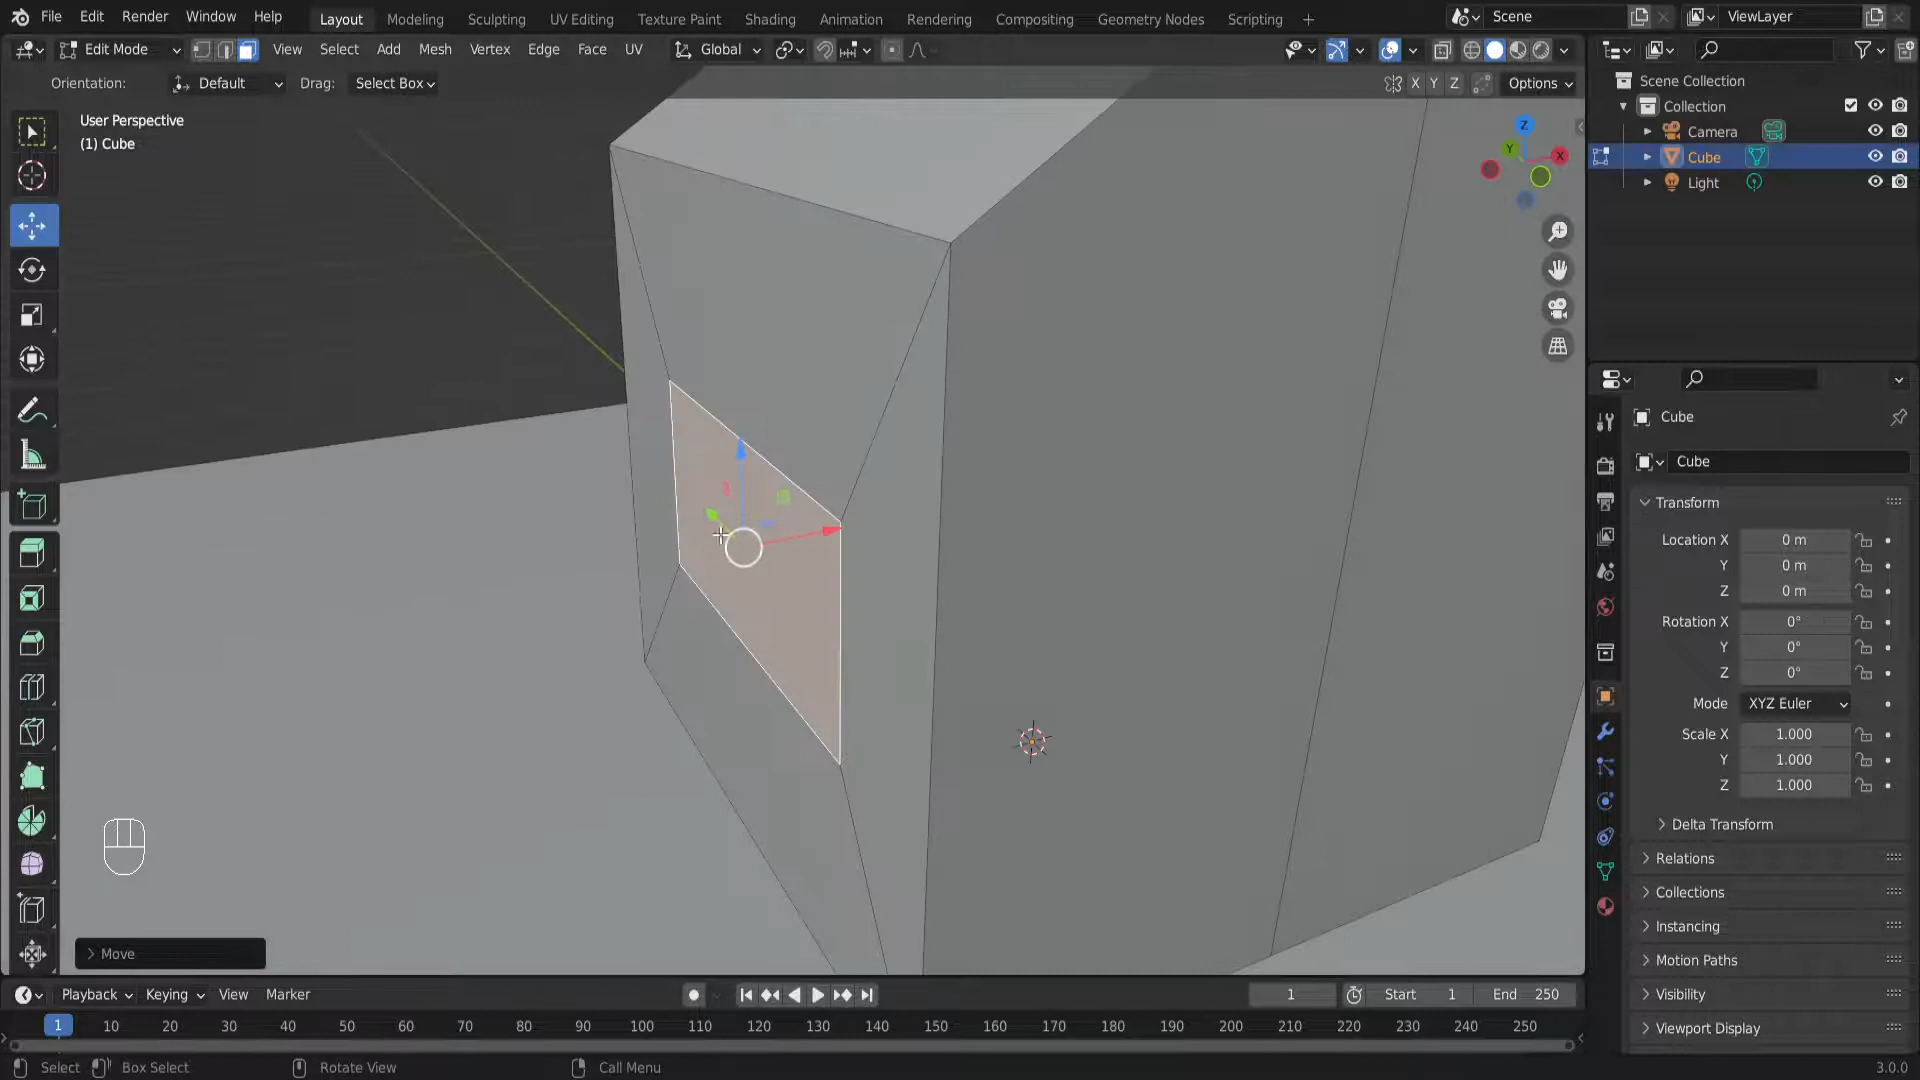 File Edit Render Window Help Layout Modeling Sculpting UV Editing Texture Paint Shading Animation Rendering Compositing Geometry Nodes Scripting + Scene ViewLayer
Edit Mode View Select Add Mesh Vertex Edge Face UV Global
Orientation: Default Drag: Select Box X Y Z Options
User Perspective
(1) Cube
Z
Y
X
Scene Collection
Collection
Camera
Cube
Light
Cube
Cube
Transform
Location X 0 m
Y 0 m
Z 0 m
Rotation X 0°
Y 0°
Z 0°
Mode XYZ Euler
Scale X 1.000
Y 1.000
Z 1.000
Delta Transform
Relations
Collections
Instancing
Motion Paths
Visibility
Viewport Display
Move
Playback Keying View Marker 1 Start 1 End 250
1 10 20 30 40 50 60 70 80 90 100 110 120 130 140 150 160 170 180 190 200 210 220 230 240 250
Select Box Select Rotate View Call Menu 3.0.0